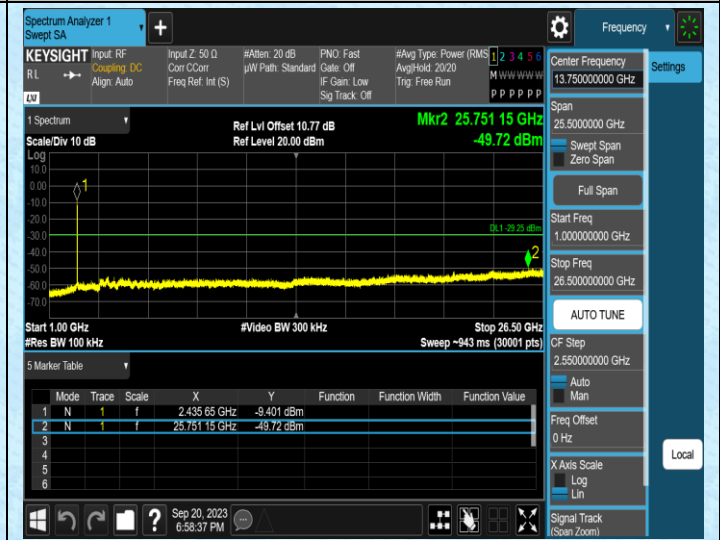 Spectrum Analyzer 1
Swept SA
Frequency
KEYSIGHT
R L
LXI
Input: RF
Coupling: DC
Align: Auto
Input Z: 50 Ω
Corr CCorr
Freq Ref: Int (S)
#Atten: 20 dB
µW Path: Standard
PNO: Fast
Gate: Off
IF Gain: Low
Sig Track: Off
#Avg Type: Power (RMS
Avg|Hold: 20/20
Trig: Free Run
1 2 3 4 5 6
M W W W W W
P P P P P P
1 Spectrum
Scale/Div 10 dB
Ref Lvl Offset 10.77 dB
Ref Level 20.00 dBm
Mkr2 25.751 15 GHz
-49.72 dBm
Log
10.0
0.00
-10.0
-20.0
-30.0
-40.0
-50.0
-60.0
-70.0
1
DL1 -29.25 dBm
2
Start 1.00 GHz
#Res BW 100 kHz
#Video BW 300 kHz
Stop 26.50 GHz
Sweep ~943 ms (30001 pts)
5 Marker Table
Mode Trace Scale X Y Function Function Width Function Value
1 N 1 f 2.435 65 GHz -9.401 dBm
2 N 1 f 25.751 15 GHz -49.72 dBm
3
4
5
6
Sep 20, 2023
6:58:37 PM
Settings
Center Frequency
13.750000000 GHz
Span
25.5000000 GHz
Swept Span
Zero Span
Full Span
Start Freq
1.000000000 GHz
Stop Freq
26.500000000 GHz
AUTO TUNE
CF Step
2.550000000 GHz
Auto
Man
Freq Offset
0 Hz
X Axis Scale
Log
Lin
Signal Track
(Span Zoom)
Local